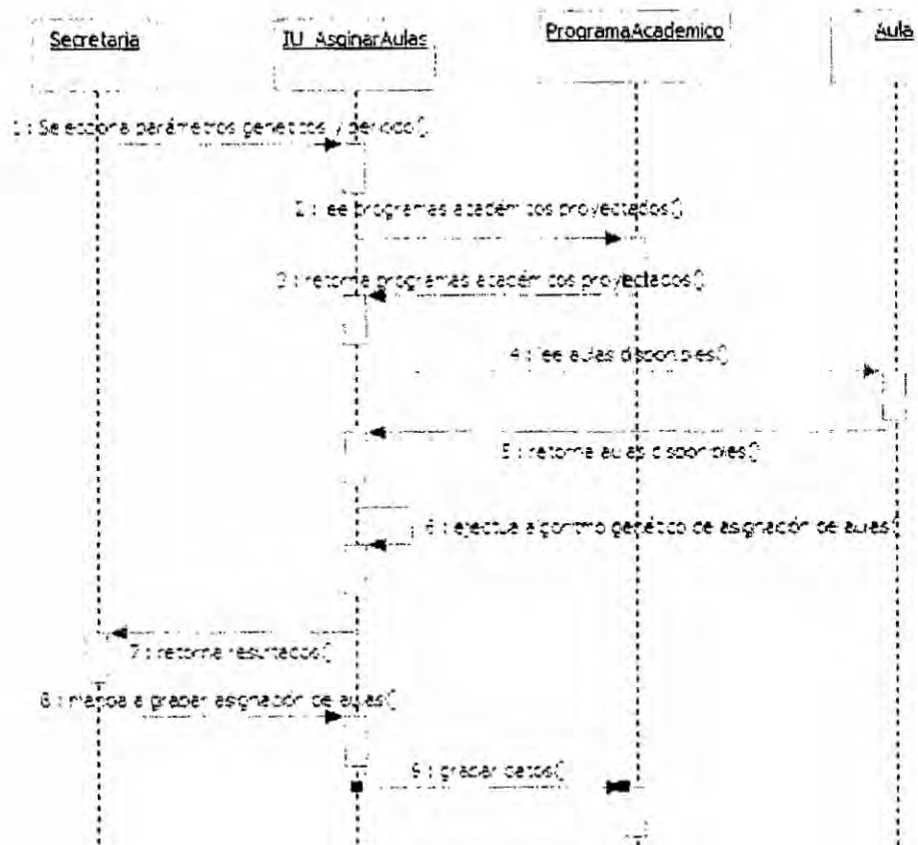 Secretaria
IU_AsginarAulas
ProgramaAcademico
Aula
1 : Selecciona parámetros genéticos y periodo()
2 : lee programas académicos proyectados()
3 : retorna programas académicos proyectados()
4 : lee aulas disponibles()
5 : retorna aulas disponibles()
6 : ejectua algoritmo genético de asignación de aulas()
7 : retorna resultados()
8 : manda a grabar asignación de aulas()
9 : grabar datos()